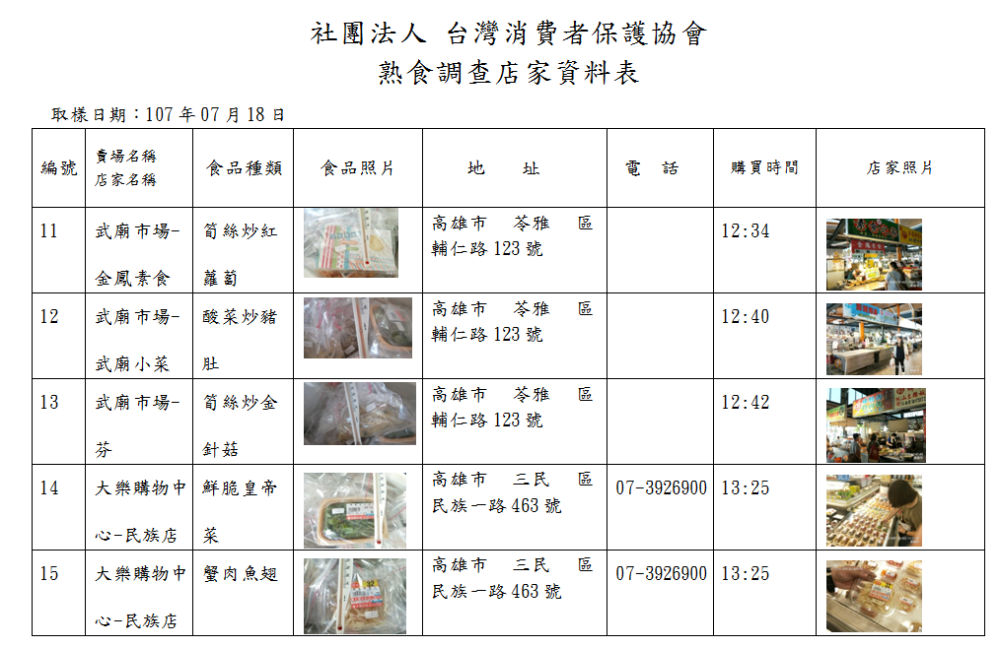 社團法人 台灣消費者保護協會
熟食調查店家資料表
取樣日期：107 年 07 月 18 日
編號 賣場名稱 店家名稱 食品種類 食品照片 地 址 電 話 購買時間 店家照片
11 武廟市場- 筍絲炒紅 高雄市 苓雅 區 12:34
金鳳素食 蘿蔔 輔仁路 123 號
12 武廟市場- 酸菜炒豬 高雄市 苓雅 區 12:40
武廟小菜 肚 輔仁路 123 號
13 武廟市場- 筍絲炒金 高雄市 苓雅 區 12:42
芬 針菇 輔仁路 123 號
14 大樂購物中 鮮脆皇帝 高雄市 三民 區 07-3926900 13:25
心-民族店 菜 民族一路 463 號
15 大樂購物中 蟹肉魚翅 高雄市 三民 區 07-3926900 13:25
心-民族店 民族一路 463 號